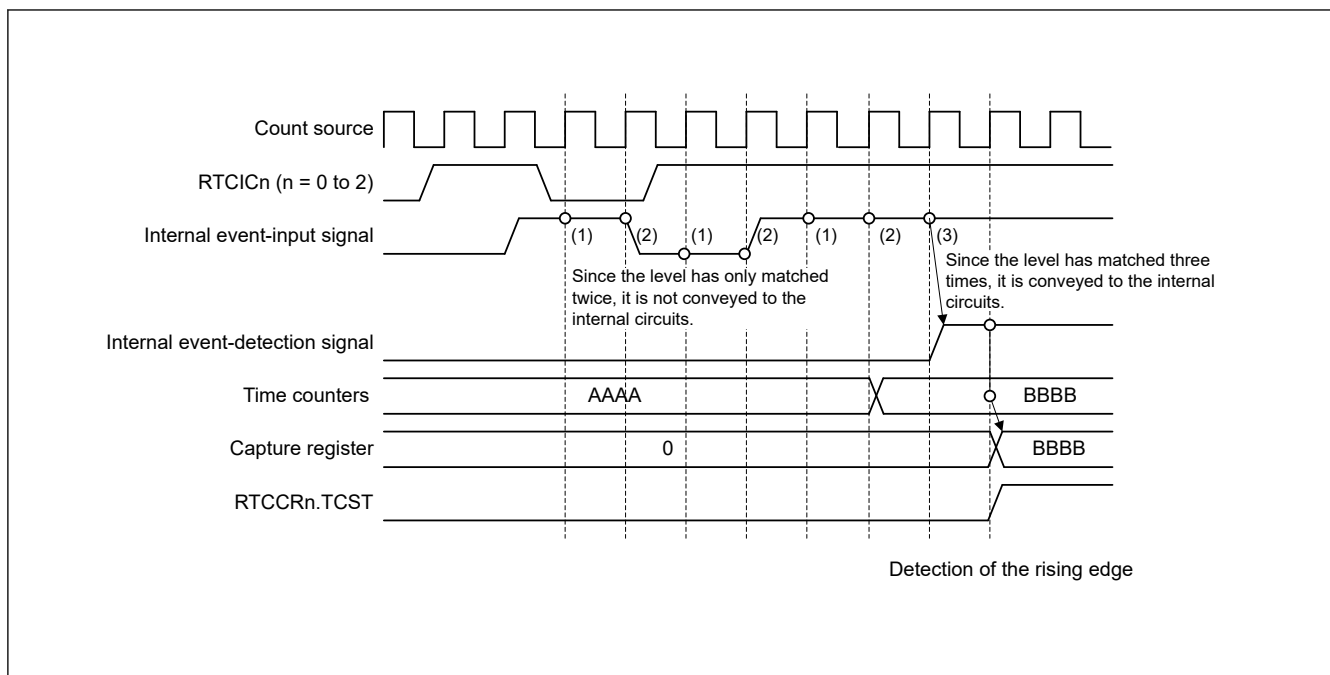 Count source
RTCICn (n = 0 to 2)
Internal event-input signal
(1)
(2)
(1)
(2)
(1)
(2)
(3)
Since the level has only matched
twice, it is not conveyed to the
internal circuits.
Since the level has matched three
times, it is conveyed to the internal
circuits.
Internal event-detection signal
Time counters
AAAA
BBBB
Capture register
0
BBBB
RTCCRn.TCST
Detection of the rising edge